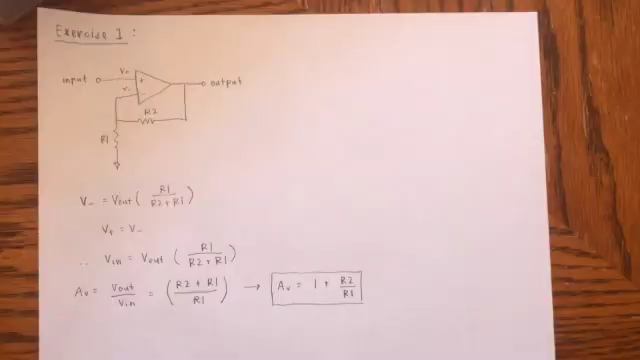 Exercise 1 :
input V+ + output
V- -
R2
R1
V- = Vout ( R1 / R2 + R1 )
V+ = V-
∴ Vin = Vout ( R1 / R2 + R1 )
Av = Vout / Vin = ( R2 + R1 / R1 ) → Av = 1 + R2 / R1